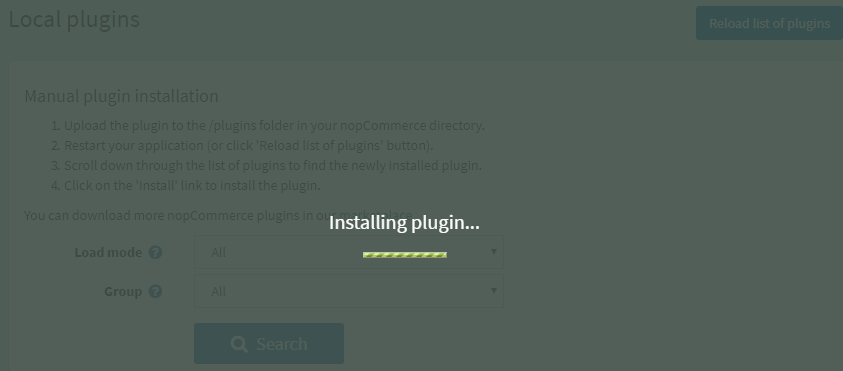 Local plugins
Reload list of plugins
Manual plugin installation
1. Upload the plugin to the /plugins folder in your nopCommerce directory.
2. Restart your application (or click 'Reload list of plugins' button).
3. Scroll down through the list of plugins to find the newly installed plugin.
4. Click on the 'Install' link to install the plugin.
You can download more nopCommerce plugins in our
Installing plugin...
Load mode ? All
Group ? All
Search